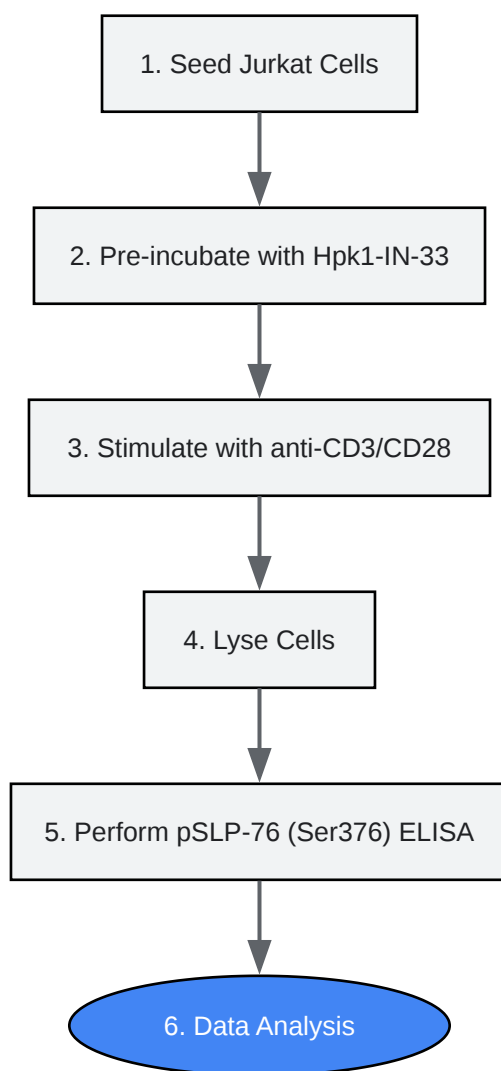 1. Seed Jurkat Cells
2. Pre-incubate with Hpk1-IN-33
3. Stimulate with anti-CD3/CD28
4. Lyse Cells
5. Perform pSLP-76 (Ser376) ELISA
6. Data Analysis